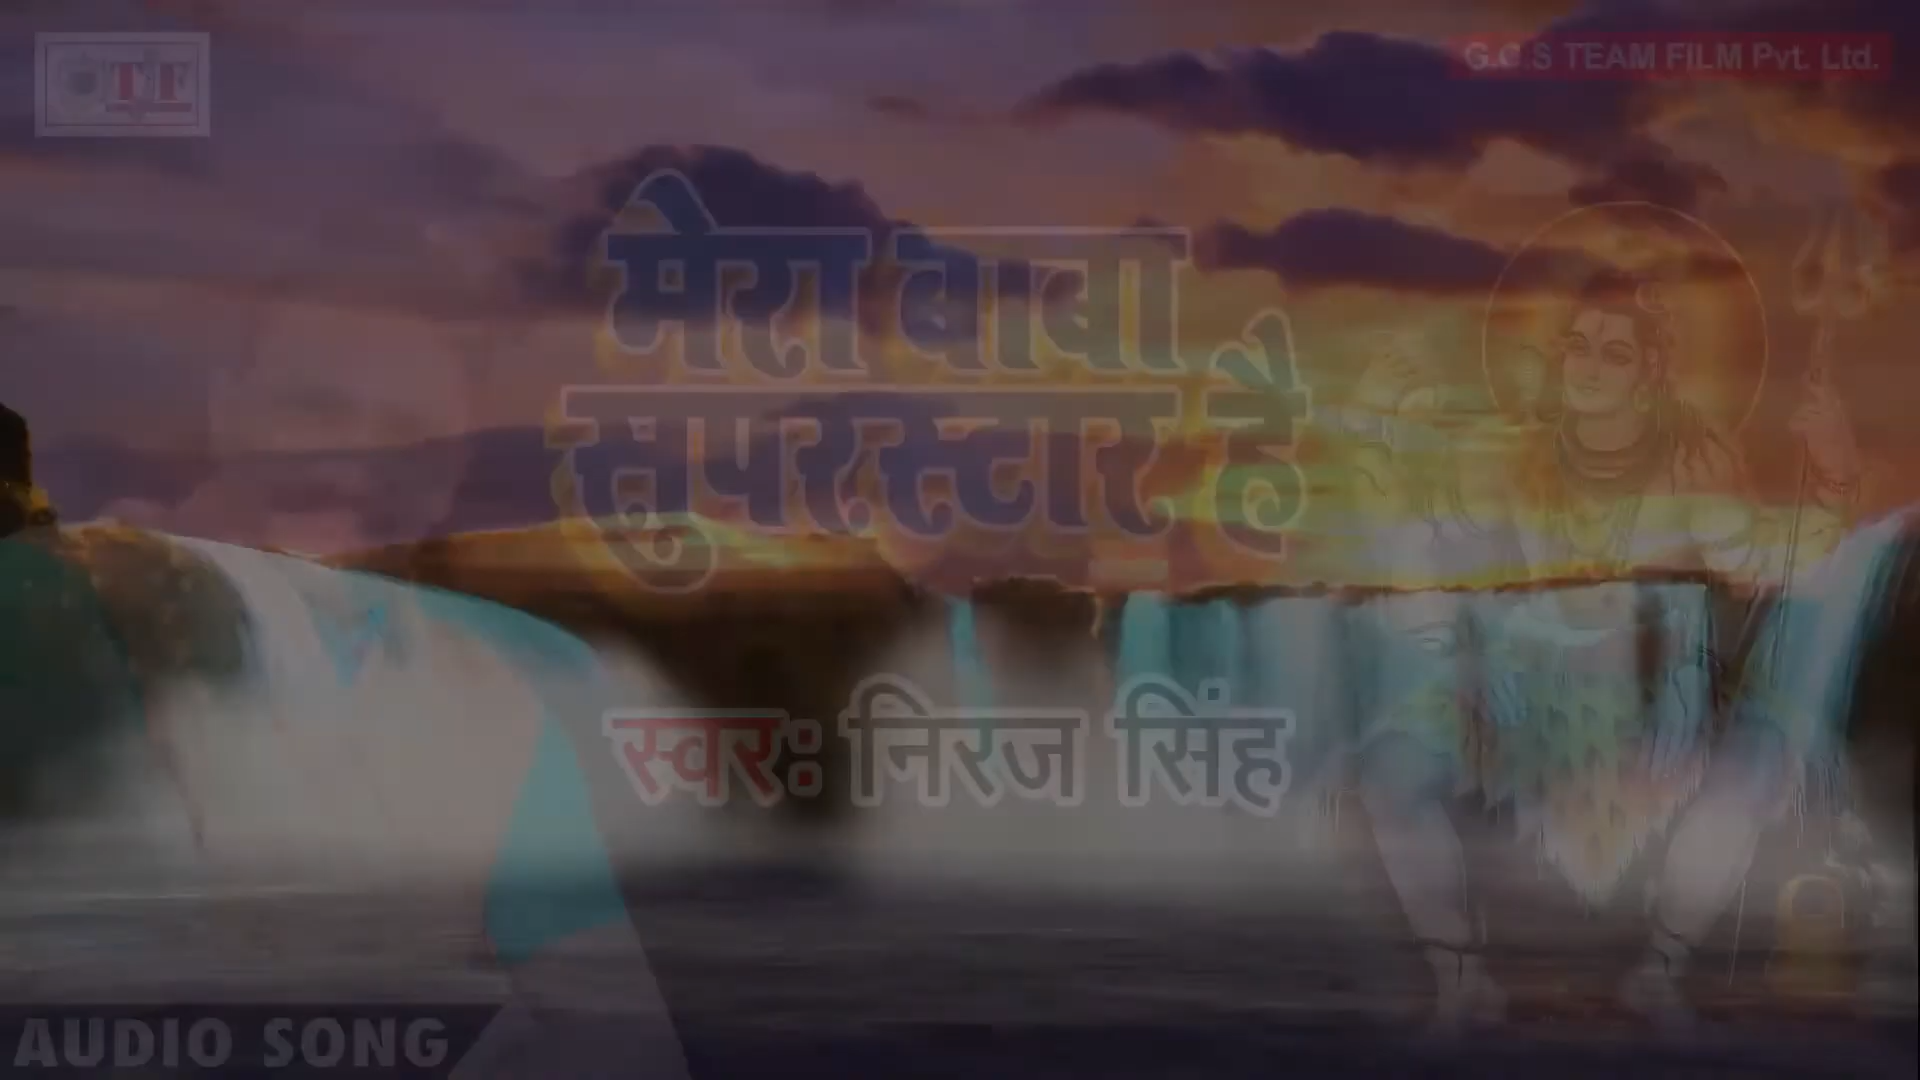 G.C.S TEAM FILM Pvt. Ltd.
मेरा बाबा
सुपरस्टार है
स्वरः निरज सिंह
AUDIO SONG